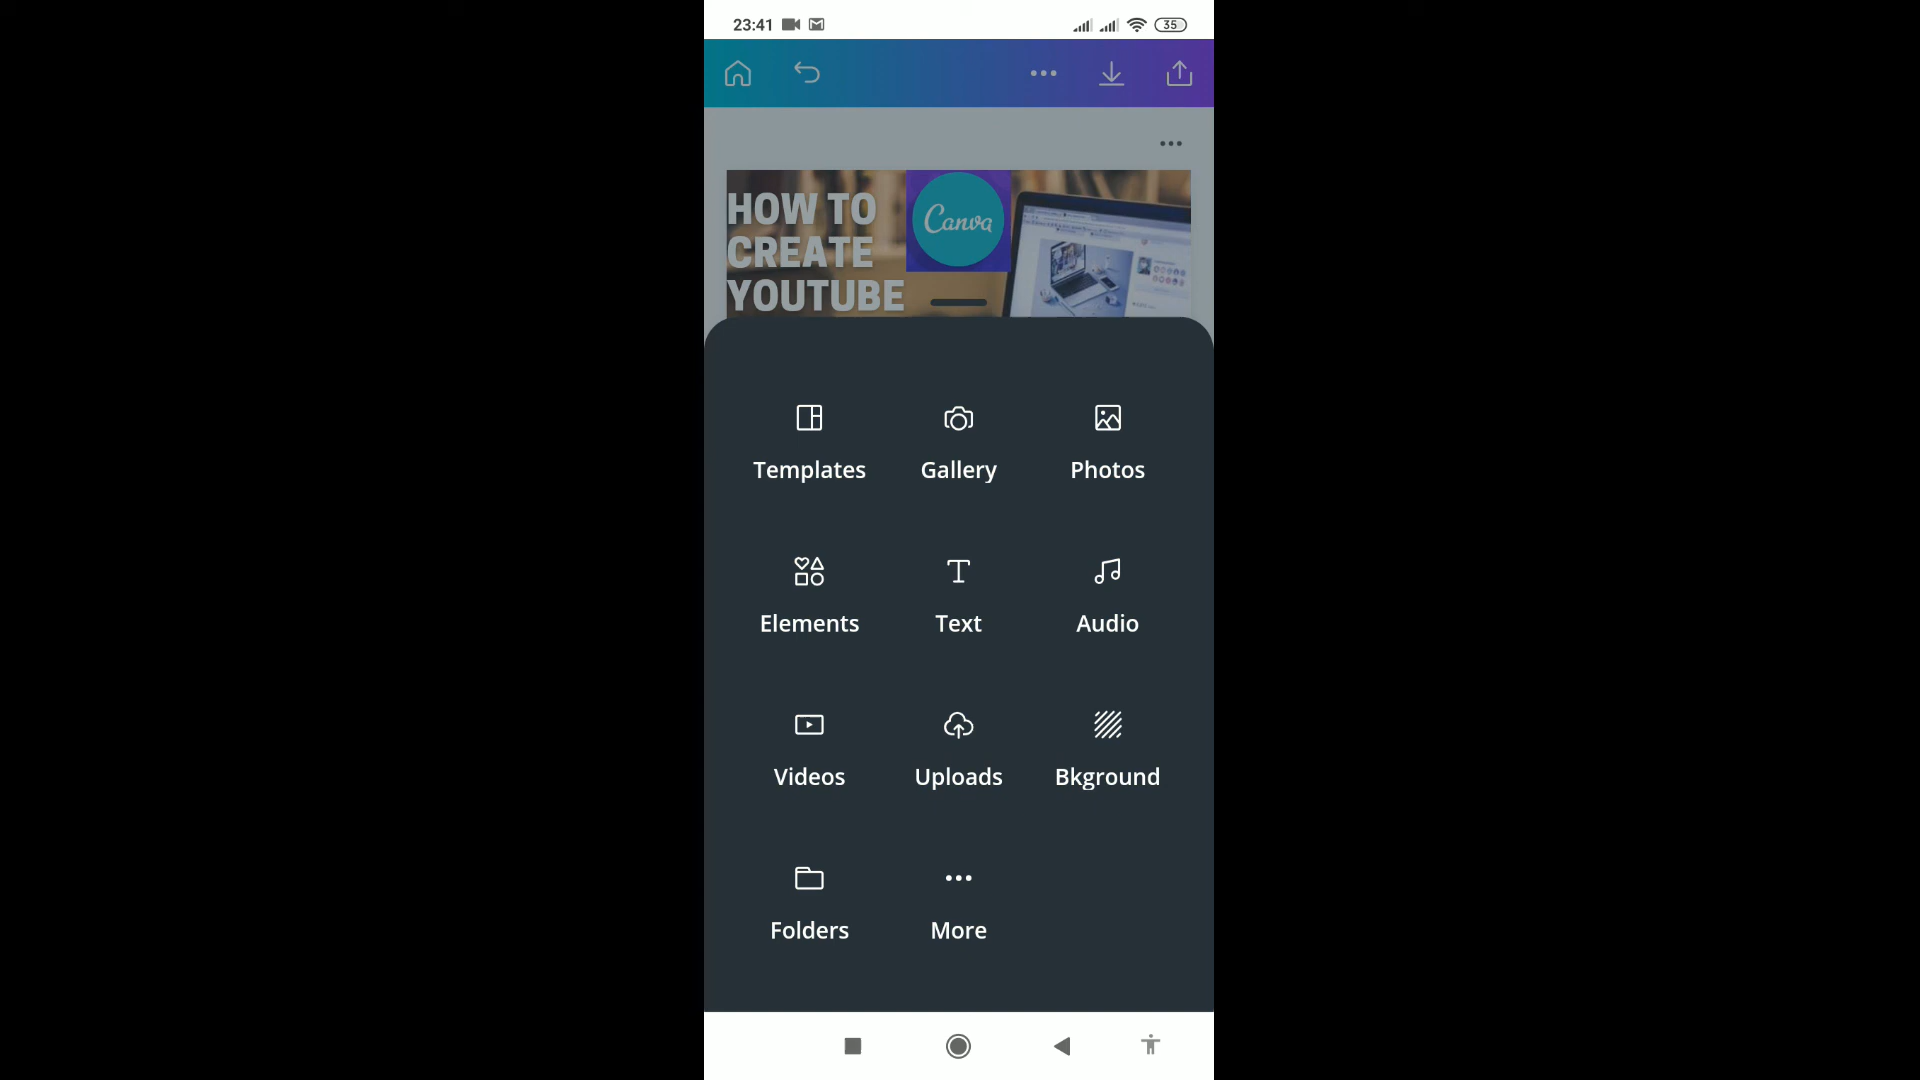 23:41
35
HOW TO
CREATE
YOUTUBE
Canva
Templates
Gallery
Photos
Elements
Text
Audio
Videos
Uploads
Bkground
Folders
More